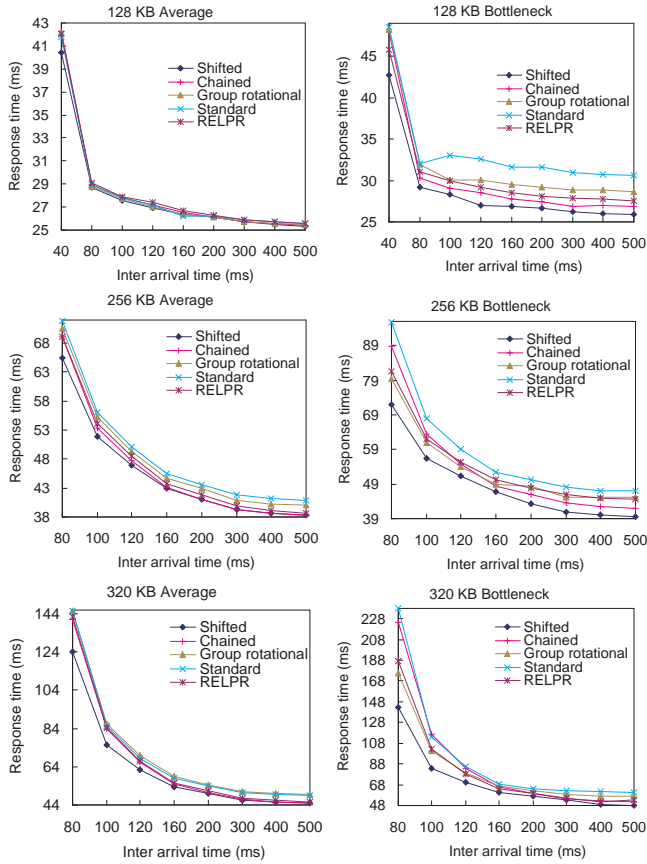 128 KB Average
43
41
39
37
35
33
31
29
27
25
Response time (ms)
Shifted
Chained
Group rotational
Standard
RELPR
40 80 100 120 160 200 300 400 500
Inter arrival time (ms)
128 KB Bottleneck
49
45
41
37
33
29
25
Response time (ms)
Shifted
Chained
Group rotational
Standard
RELPR
40 80 100 120 160 200 300 400 500
Inter arrival time (ms)
256 KB Average
68
63
58
53
48
43
38
Response time (ms)
Shifted
Chained
Group rotational
Standard
RELPR
80 100 120 160 200 300 400 500
Inter arrival time (ms)
256 KB Bottleneck
89
79
69
59
49
39
Response time (ms)
Shifted
Chained
Group rotational
Standard
RELPR
80 100 120 160 200 300 400 500
Inter arrival time (ms)
320 KB Average
144
124
104
84
64
44
Response time (ms)
Shifted
Chained
Group rotational
Standard
RELPR
80 100 120 160 200 300 400 500
Inter arrival time (ms)
320 KB Bottleneck
228
208
188
168
148
128
108
88
68
48
Response time (ms)
Shifted
Chained
Group rotational
Standard
RELPR
80 100 120 160 200 300 400 500
Inter arrival time (ms)